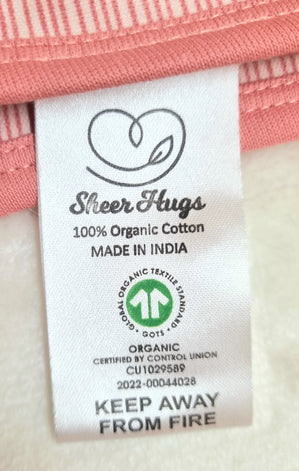 Sheer Hugs
100% Organic Cotton
MADE IN INDIA
GLOBAL ORGANIC TEXTILE STANDARD
· GOTS ·
ORGANIC
CERTIFIED BY CONTROL UNION
CU1029589
2022-00044028
KEEP AWAY
FROM FIRE